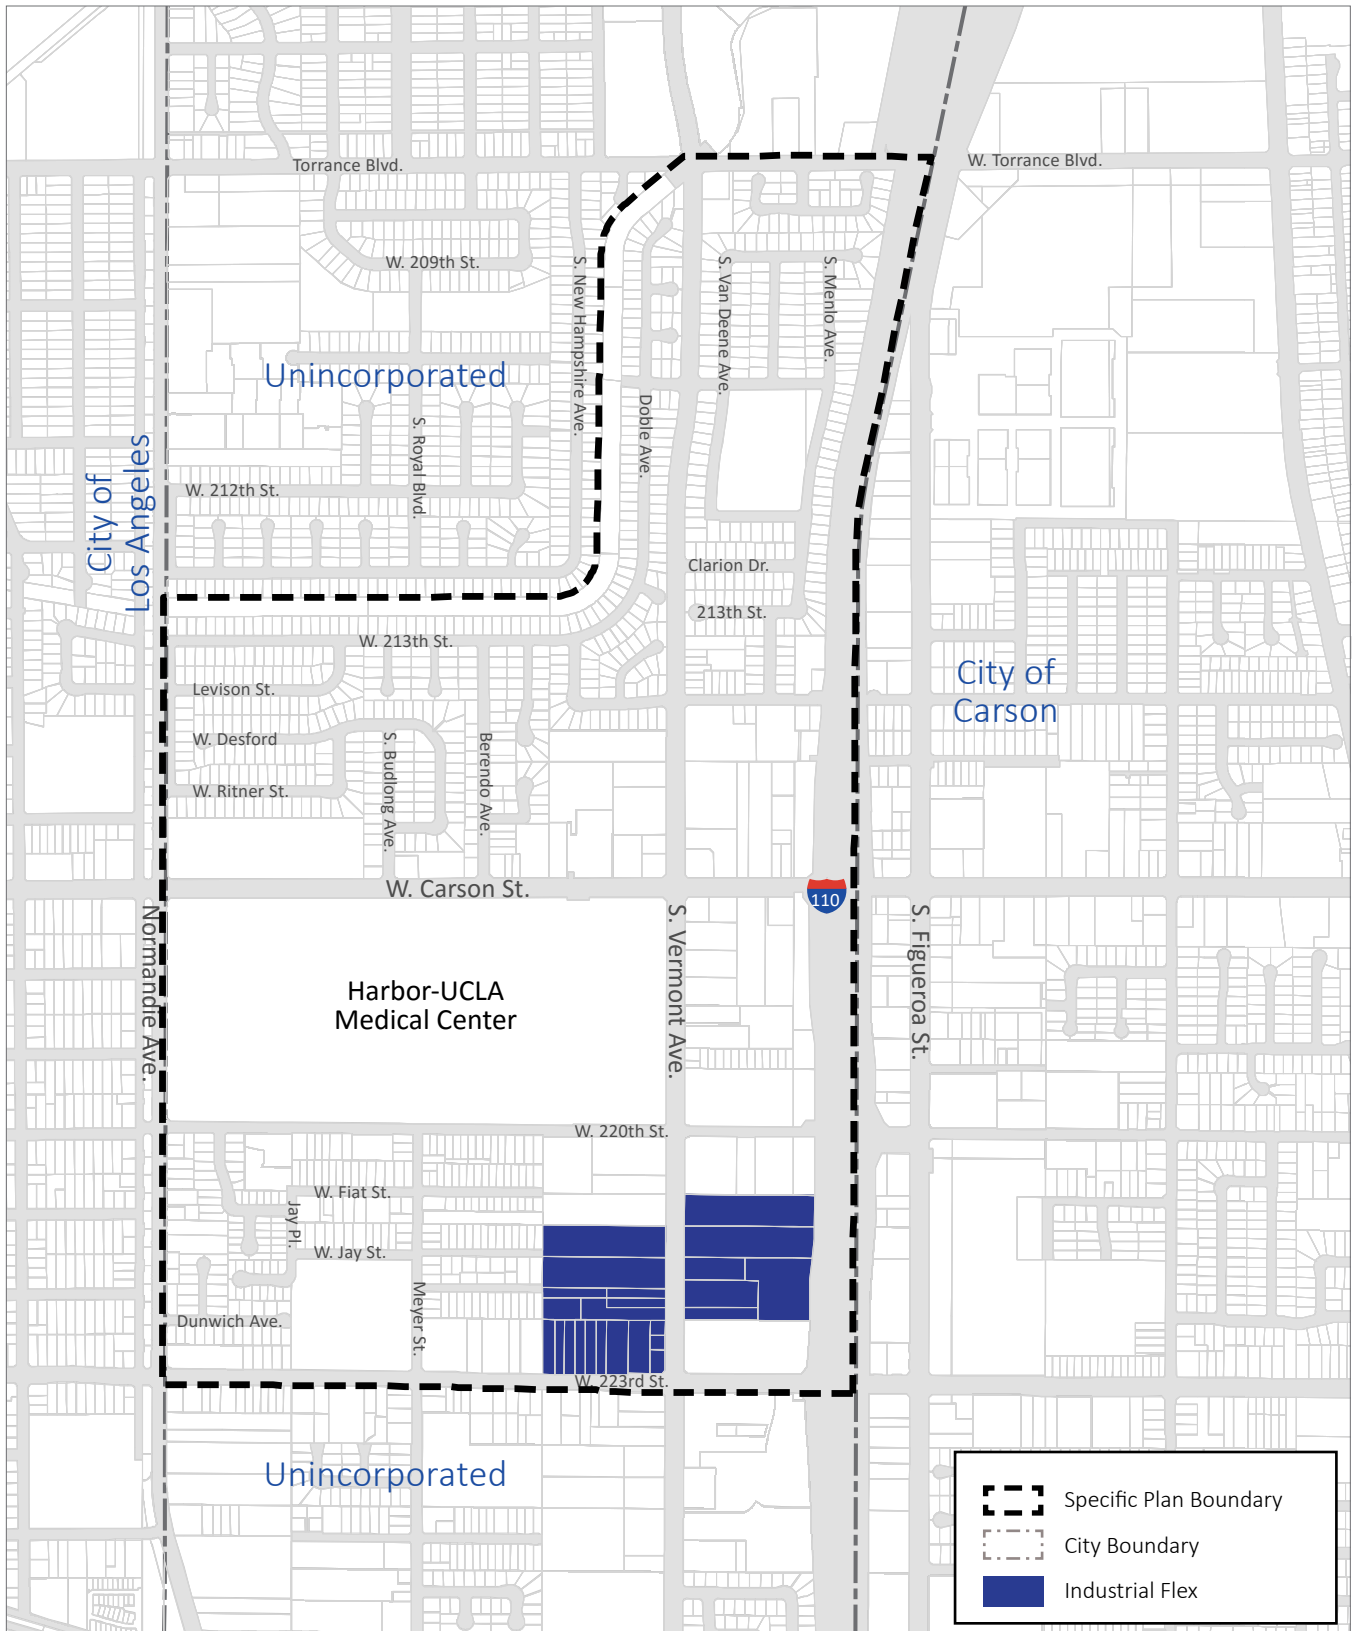 Torrance Blvd.
W. Torrance Blvd.
W. 209th St.
S. New Hampshire Ave.
S. Van Deene Ave.
S. Menlo Ave.
Unincorporated
Doble Ave.
S. Royal Blvd.
City of
Los Angeles
W. 212th St.
Clarion Dr.
213th St.
W. 213th St.
City of
Carson
Levison St.
W. Desford
S. Budlong Ave.
Berendo Ave.
W. Ritner St.
W. Carson St.
110
Normandie Ave.
S. Vermont Ave.
S. Figueroa St.
Harbor-UCLA
Medical Center
W. 220th St.
W. Fiat St.
Jay Pl.
W. Jay St.
Meyer St.
Dunwich Ave.
W. 223rd St.
Unincorporated
Specific Plan Boundary
City Boundary
Industrial Flex